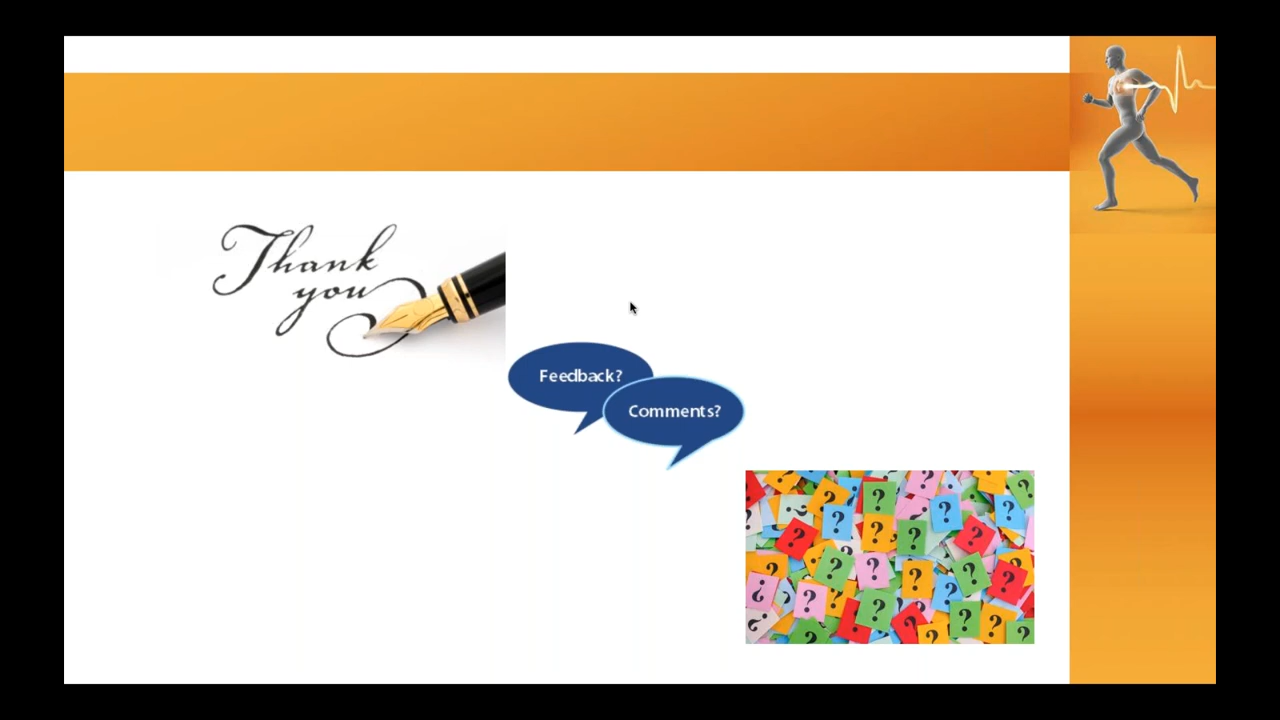 Thank
you
Feedback?
Comments?
? ? ? ? ? ? ? ? ? ? ? ? ? ? ? ? ? ? ? ? ? ? ? ? ? ?